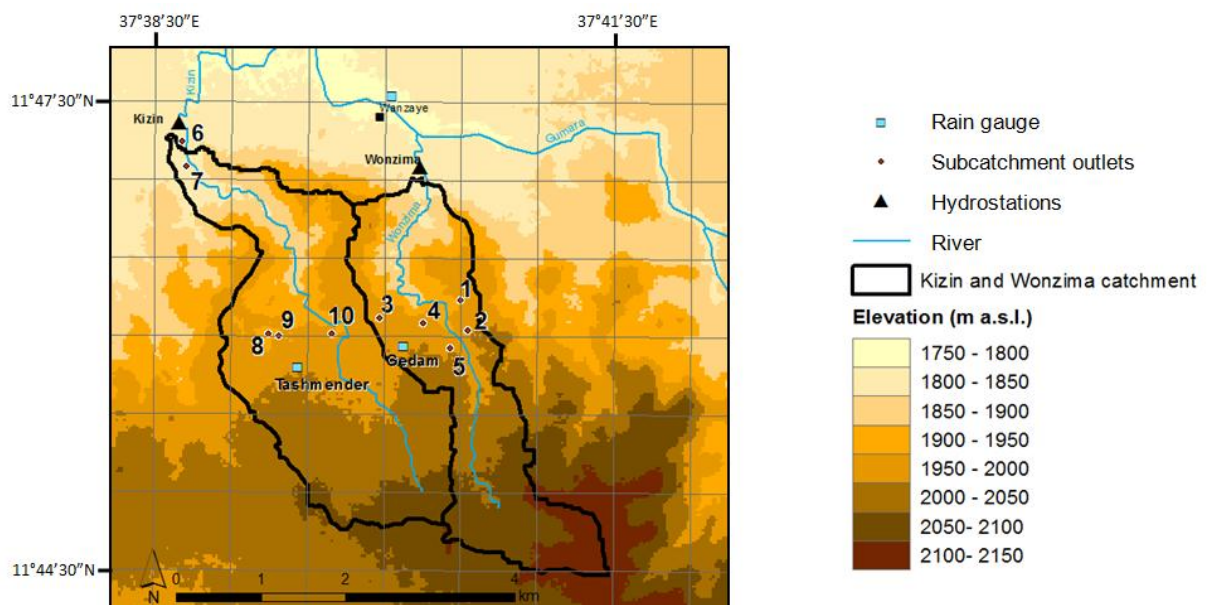 37°38'30"E
37°41'30"E
11°47'30"N
11°44'30"N
Kizin
Kizin
Wanzaye
Gumara
Wonzima
Wonzima
6
7
1
2
3
4
5
8
9
10
Gedam
Tashmender
N
0 1 2 4
km
Rain gauge
Subcatchment outlets
Hydrostations
River
Kizin and Wonzima catchment
Elevation (m a.s.l.)
1750 - 1800
1800 - 1850
1850 - 1900
1900 - 1950
1950 - 2000
2000 - 2050
2050- 2100
2100- 2150